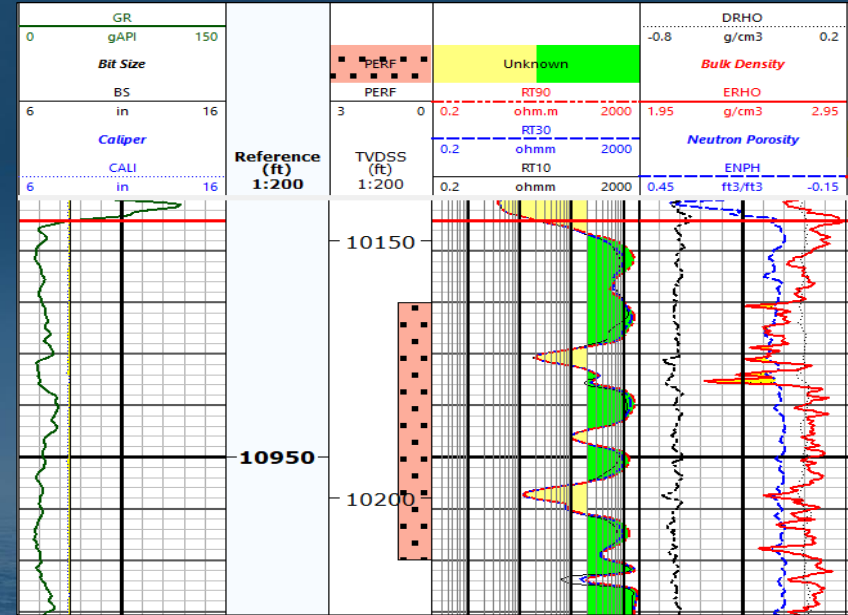 GR
0 gAPI 150
Bit Size
BS
6 in 16
Caliper
CALI
6 in 16
Reference
(ft)
1:200
PERF
PERF
3 0
TVDSS
(ft)
1:200
Unknown
RT90
0.2 ohm.m 2000
RT30
0.2 ohmm 2000
RT10
0.2 ohmm 2000
DRHO
-0.8 g/cm3 0.2
Bulk Density
ERHO
1.95 g/cm3 2.95
Neutron Porosity
ENPH
0.45 ft3/ft3 -0.15
10150
10950
10200